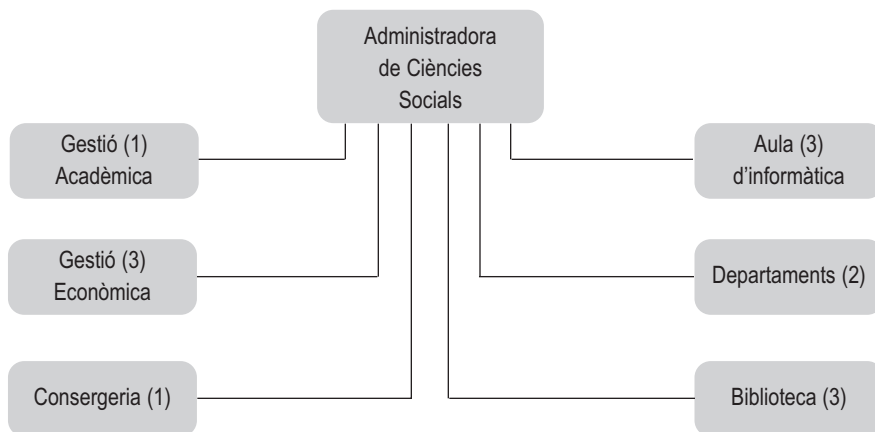 Administradora
de Ciències
Socials
Gestió (1)
Acadèmica
Aula (3)
d’informàtica
Gestió (3)
Econòmica
Departaments (2)
Consergeria (1)
Biblioteca (3)